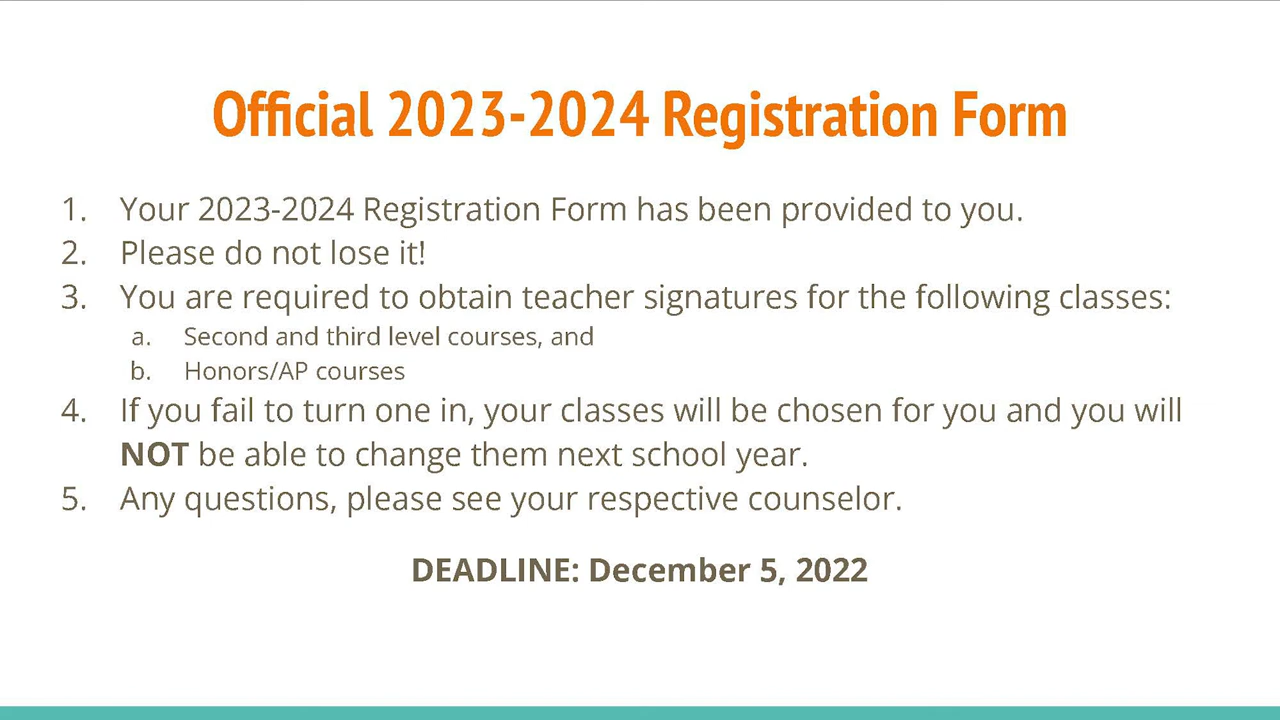 Official 2023-2024 Registration Form
1. Your 2023-2024 Registration Form has been provided to you.
2. Please do not lose it!
3. You are required to obtain teacher signatures for the following classes:
a. Second and third level courses, and
b. Honors/AP courses
4. If you fail to turn one in, your classes will be chosen for you and you will
NOT be able to change them next school year.
5. Any questions, please see your respective counselor.
DEADLINE: December 5, 2022